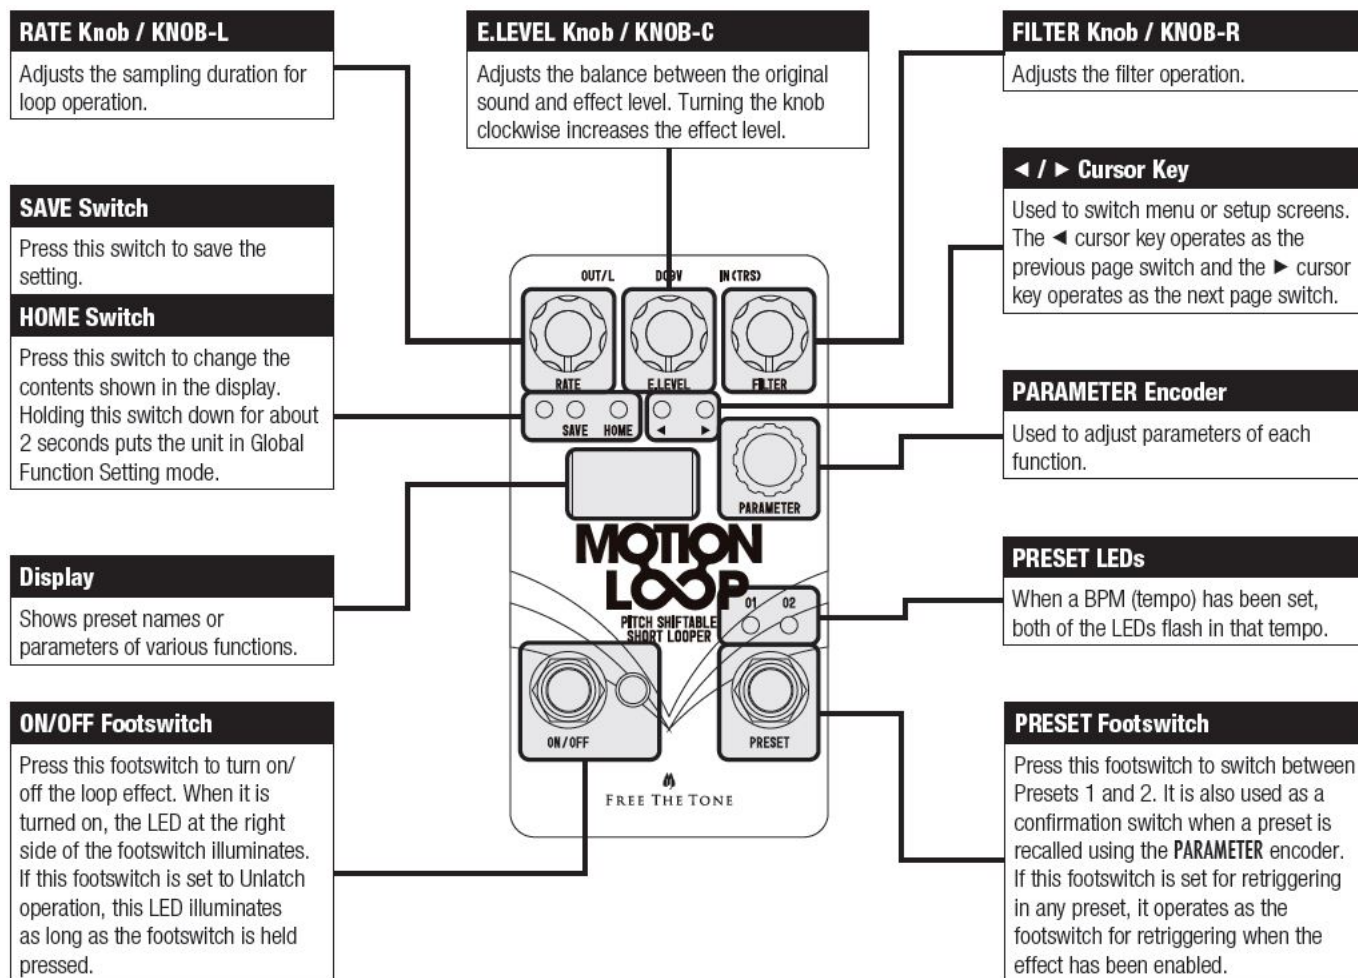 RATE Knob / KNOB-L
Adjusts the sampling duration for
loop operation.
E.LEVEL Knob / KNOB-C
Adjusts the balance between the original
sound and effect level. Turning the knob
clockwise increases the effect level.
FILTER Knob / KNOB-R
Adjusts the filter operation.
SAVE Switch
Press this switch to save the
setting.
HOME Switch
Press this switch to change the
contents shown in the display.
Holding this switch down for about
2 seconds puts the unit in Global
Function Setting mode.
Display
Shows preset names or
parameters of various functions.
ON/OFF Footswitch
Press this footswitch to turn on/
off the loop effect. When it is
turned on, the LED at the right
side of the footswitch illuminates.
If this footswitch is set to Unlatch
operation, this LED illuminates
as long as the footswitch is held
pressed.
OUT/L DC9V IN(TRS)
RATE E.LEVEL FILTER
SAVE HOME ◄ ►
PARAMETER
MOTION
LOOP
PITCH SHIFTABLE
SHORT LOOPER
01 02
ON/OFF PRESET
FREE THE TONE
◄ / ► Cursor Key
Used to switch menu or setup screens.
The ◄ cursor key operates as the
previous page switch and the ► cursor
key operates as the next page switch.
PARAMETER Encoder
Used to adjust parameters of each
function.
PRESET LEDs
When a BPM (tempo) has been set,
both of the LEDs flash in that tempo.
PRESET Footswitch
Press this footswitch to switch between
Presets 1 and 2. It is also used as a
confirmation switch when a preset is
recalled using the PARAMETER encoder.
If this footswitch is set for retriggering
in any preset, it operates as the
footswitch for retriggering when the
effect has been enabled.